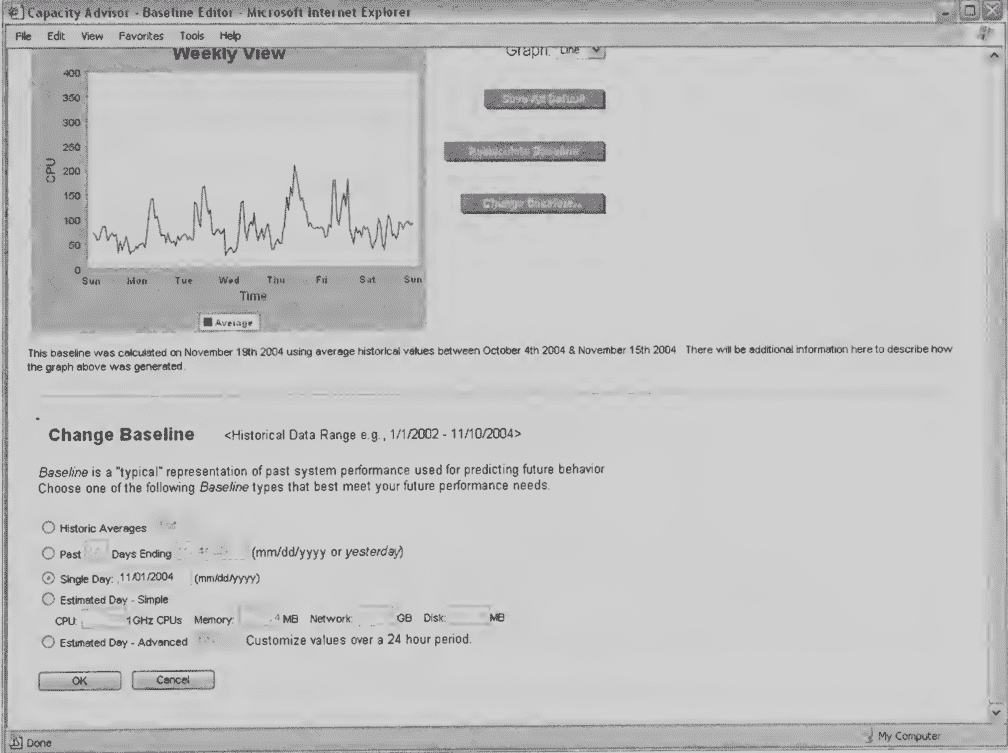 Capacity Advisor - Baseline Editor - Microsoft Internet Explorer
File Edit View Favorites Tools Help
Weekly View
Graph: Line
400
350
300
250
200
150
100
50
0
CPU
Sun Mon Tue Wed Thu Fri Sat Sun
Time
Average
Change Baseline...
This baseline was calculated on November 19th 2004 using average historical values between October 4th 2004 & November 15th 2004 There will be additional information here to describe how
the graph above was generated.
Change Baseline <Historical Data Range e.g., 1/1/2002 - 11/10/2004>
Baseline is a "typical" representation of past system performance used for predicting future behavior
Choose one of the following Baseline types that best meet your future performance needs.
Historic Averages
Past Days Ending (mm/dd/yyyy or yesterday)
Single Day: 11/01/2004 (mm/dd/yyyy)
Estimated Day - Simple
CPU: 1GHz CPUs Memory: MB Network: GB Disk: MB
Estimated Day - Advanced Customize values over a 24 hour period.
OK Cancel
Done My Computer